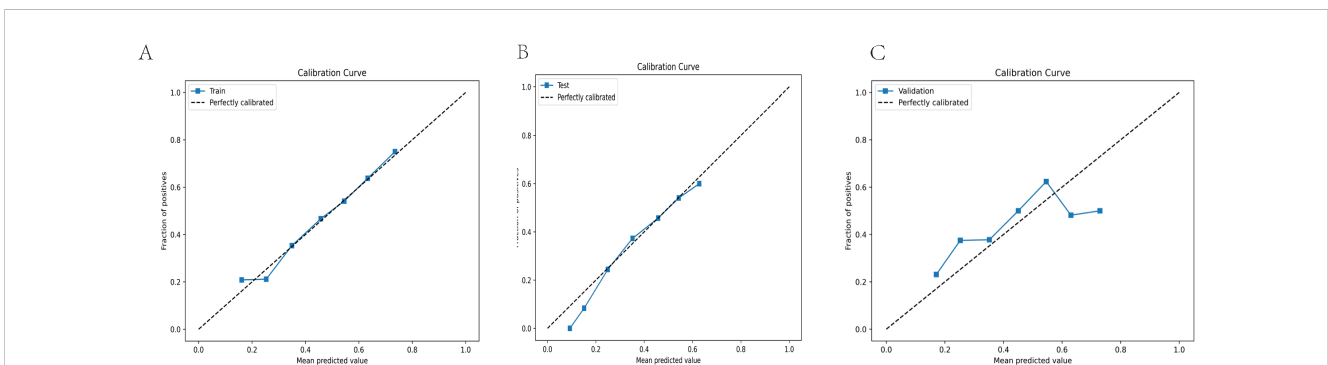 A
Calibration Curve
Train
Perfectly calibrated
1.0
0.8
0.6
0.4
0.2
0.0
Fraction of positives
0.0 0.2 0.4 0.6 0.8 1.0
Mean predicted value
B
Calibration Curve
Test
Perfectly calibrated
1.0
0.8
0.6
0.4
0.2
0.0
0.0 0.2 0.4 0.6 0.8 1.0
Mean predicted value
C
Calibration Curve
Validation
Perfectly calibrated
1.0
0.8
0.6
0.4
0.2
0.0
Fraction of positives
0.0 0.2 0.4 0.6 0.8 1.0
Mean predicted value